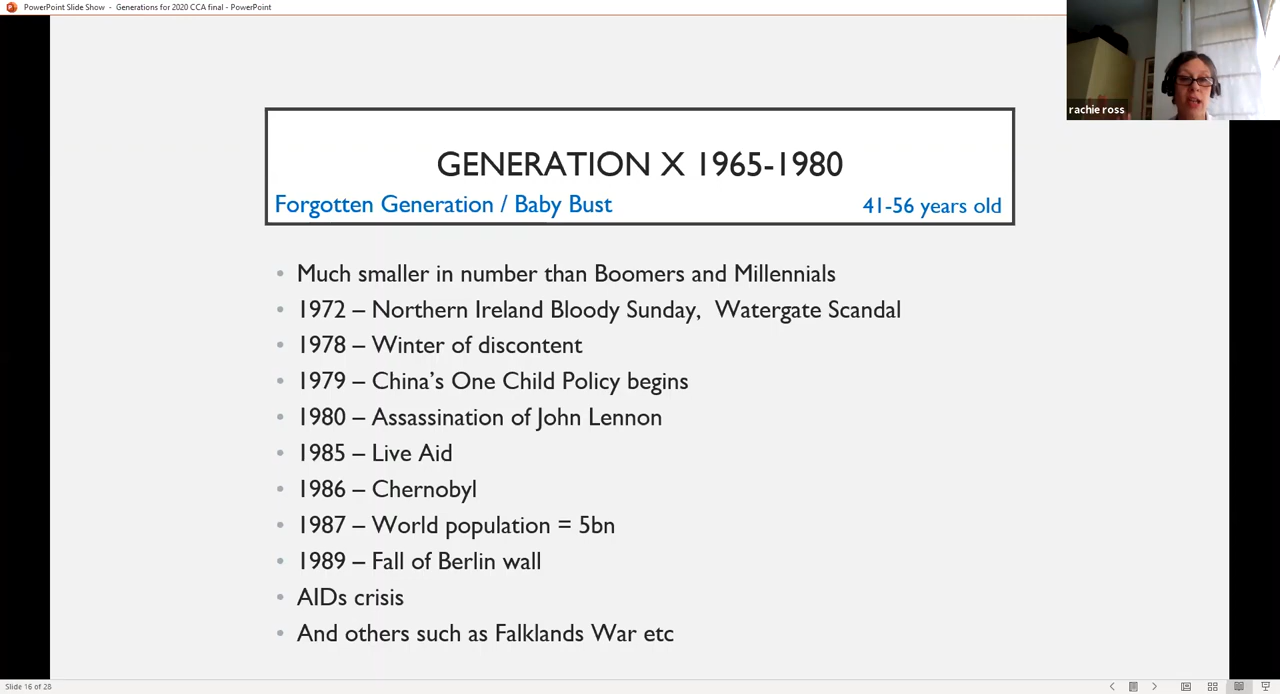 PowerPoint Slide Show - Generations for 2020 CCA final - PowerPoint
rachie ross
GENERATION X 1965-1980
Forgotten Generation / Baby Bust 41-56 years old
• Much smaller in number than Boomers and Millennials
• 1972 – Northern Ireland Bloody Sunday, Watergate Scandal
• 1978 – Winter of discontent
• 1979 – China's One Child Policy begins
• 1980 – Assassination of John Lennon
• 1985 – Live Aid
• 1986 – Chernobyl
• 1987 – World population = 5bn
• 1989 – Fall of Berlin wall
• AIDs crisis
• And others such as Falklands War etc
Slide 16 of 28